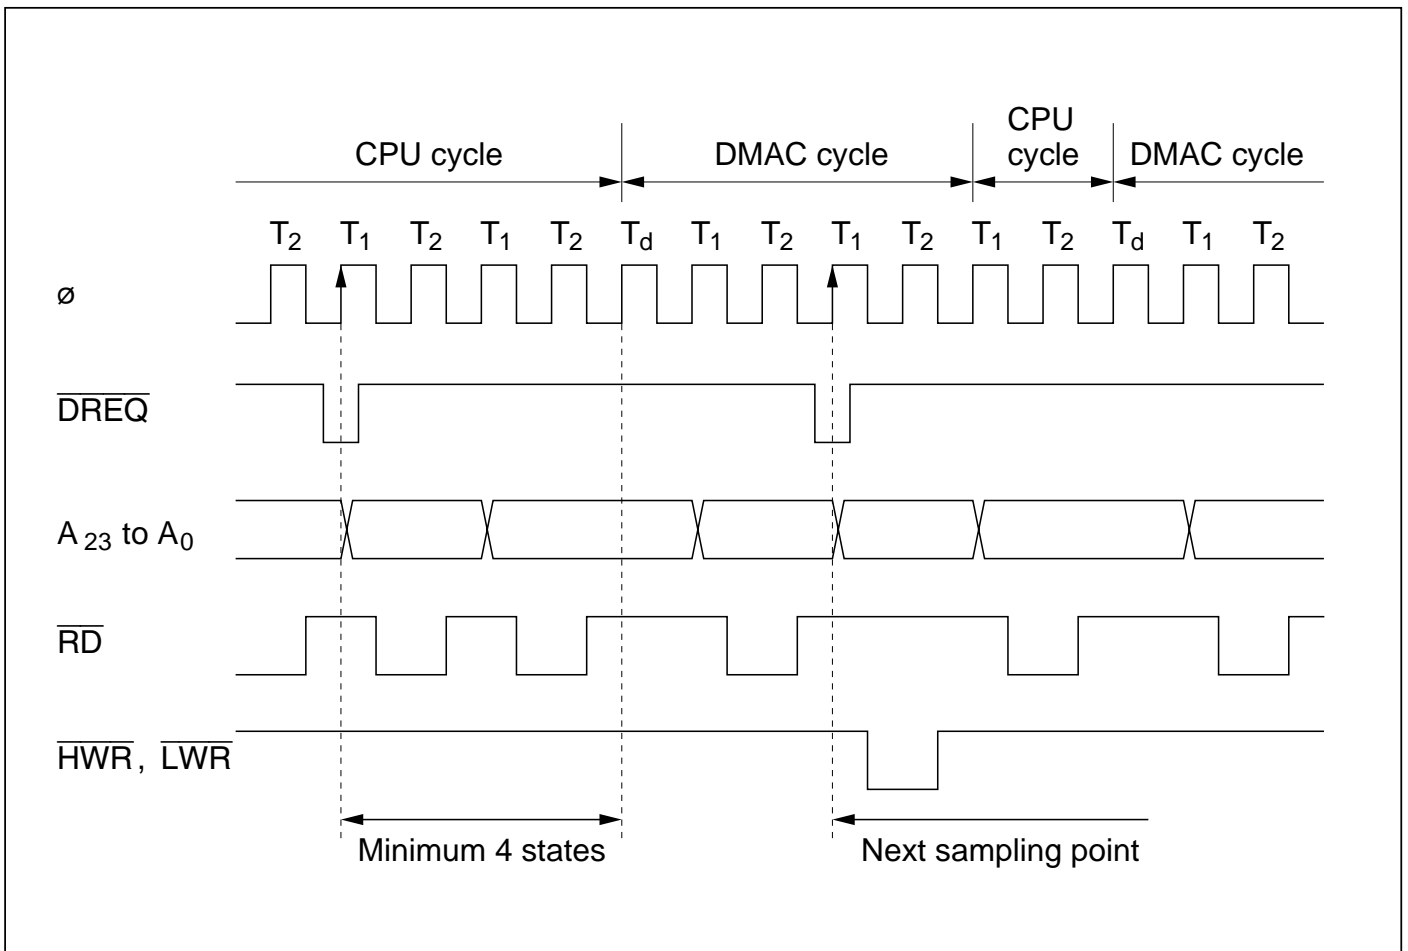 CPU
CPU cycle DMAC cycle cycle DMAC cycle
T2 T1 T2 T1 T2 Td T1 T2 T1 T2 T1 T2 Td T1 T2
ø
DREQ
A23 to A0
RD
HWR, LWR
Minimum 4 states Next sampling point